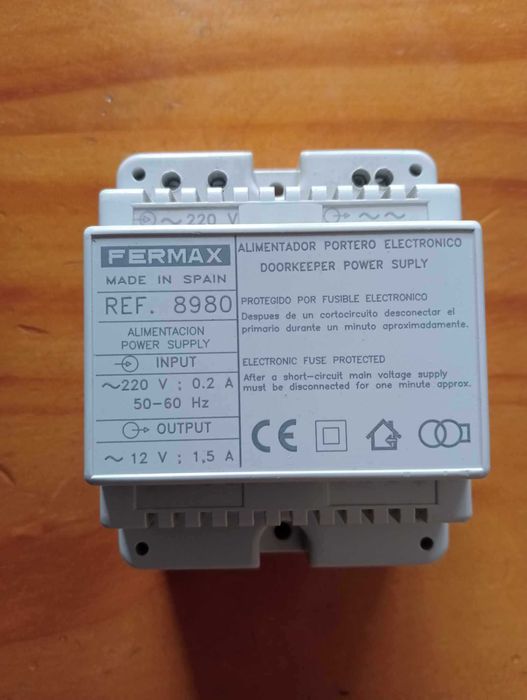 ~220 V
~ ~
FERMAX
MADE IN SPAIN
REF. 8980
ALIMENTACION
POWER SUPPLY
INPUT
~220 V ; 0.2 A
50-60 Hz
OUTPUT
~ 12 V ; 1,5 A
ALIMENTADOR PORTERO ELECTRONICO
DOORKEEPER POWER SUPLY
PROTEGIDO POR FUSIBLE ELECTRONICO
Despues de un cortocircuito desconectar el
primario durante un minuto aproximadamente.
ELECTRONIC FUSE PROTECTED
After a short-circuit main voltage supply
must be disconnected for one minute approx.
CE